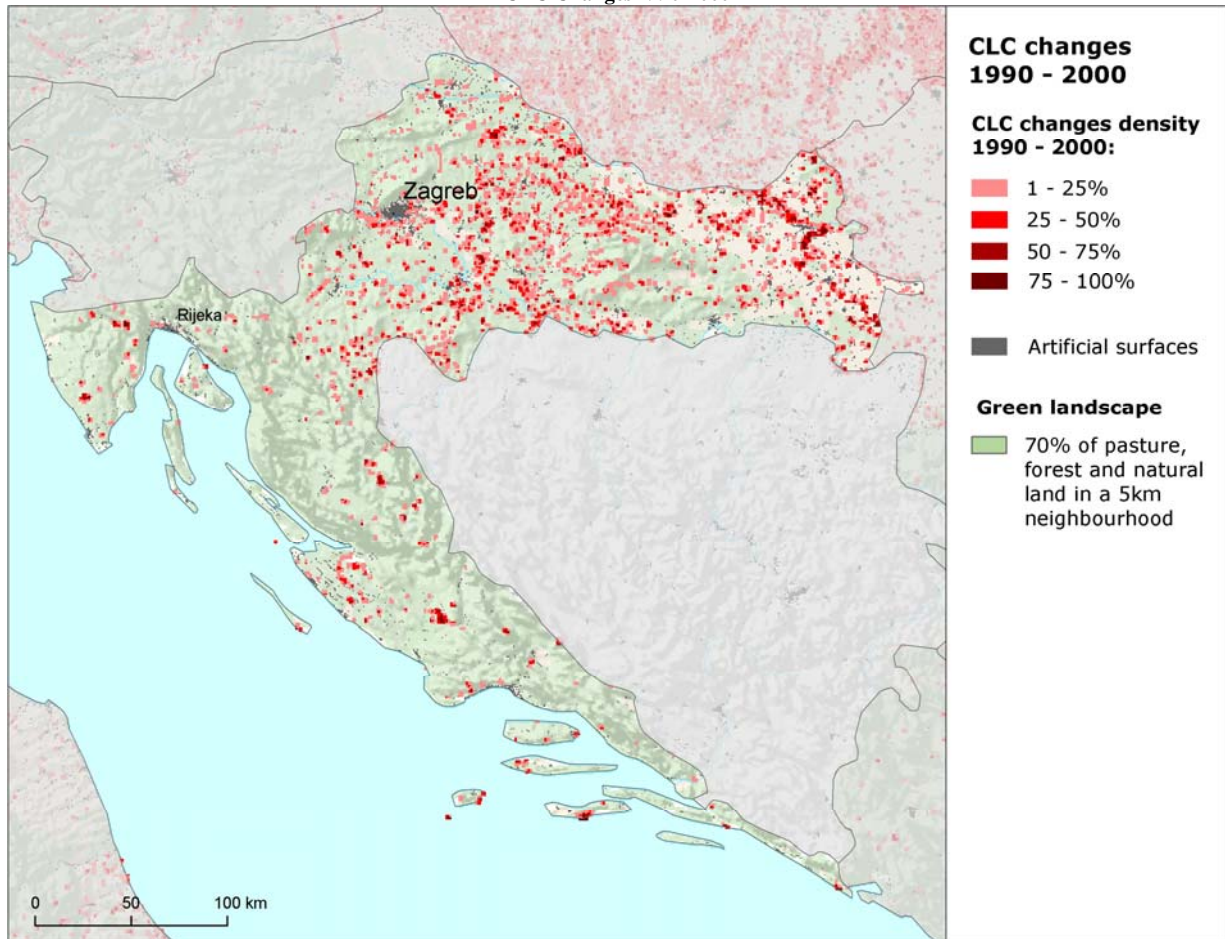 CLC changes
1990 - 2000
CLC changes density
1990 - 2000:
1 - 25%
25 - 50%
50 - 75%
75 - 100%
Artificial surfaces
Green landscape
70% of pasture,
forest and natural
land in a 5km
neighbourhood
Zagreb
Rijeka
0 50 100 km